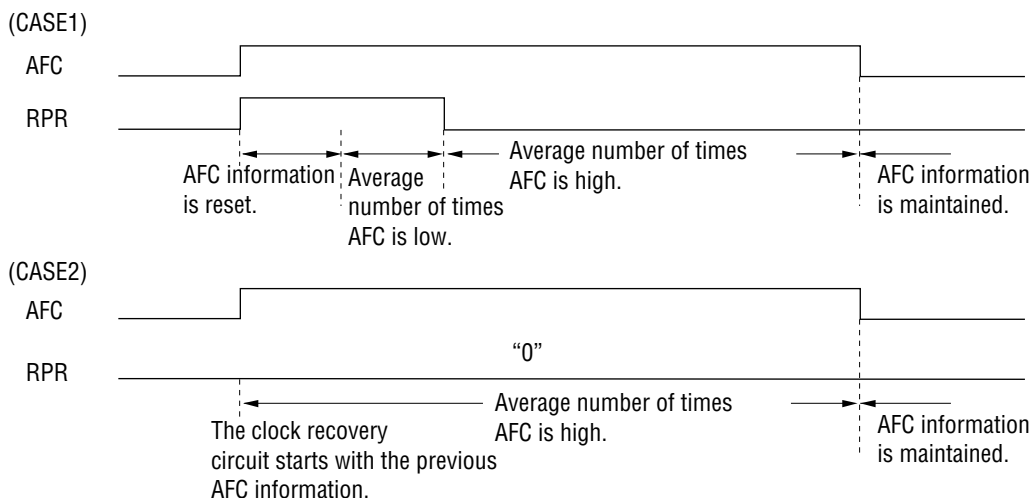 (CASE1)
AFC
RPR
AFC information
is reset.
Average
number of times
AFC is low.
Average number of times
AFC is high.
AFC information
is maintained.
(CASE2)
AFC
“0”
RPR
The clock recovery
circuit starts with the previous
AFC information.
Average number of times
AFC is high.
AFC information
is maintained.